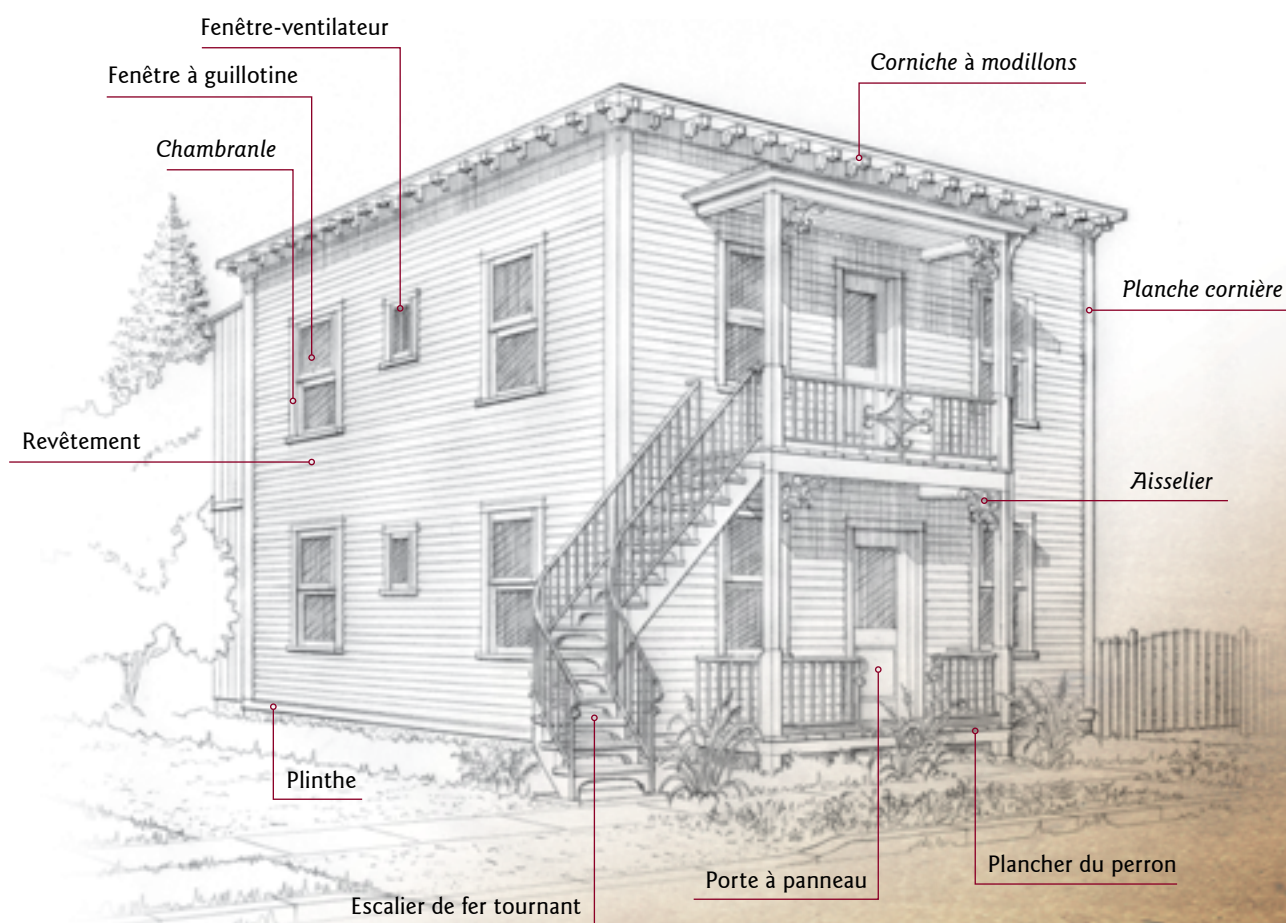 Fenêtre-ventilateur
Fenêtre à guillotine
Corniche à modillons
Chambranle
Planche cornière
Revêtement
Aisselier
Plinthe
Plancher du perron
Porte à panneau
Escalier de fer tournant